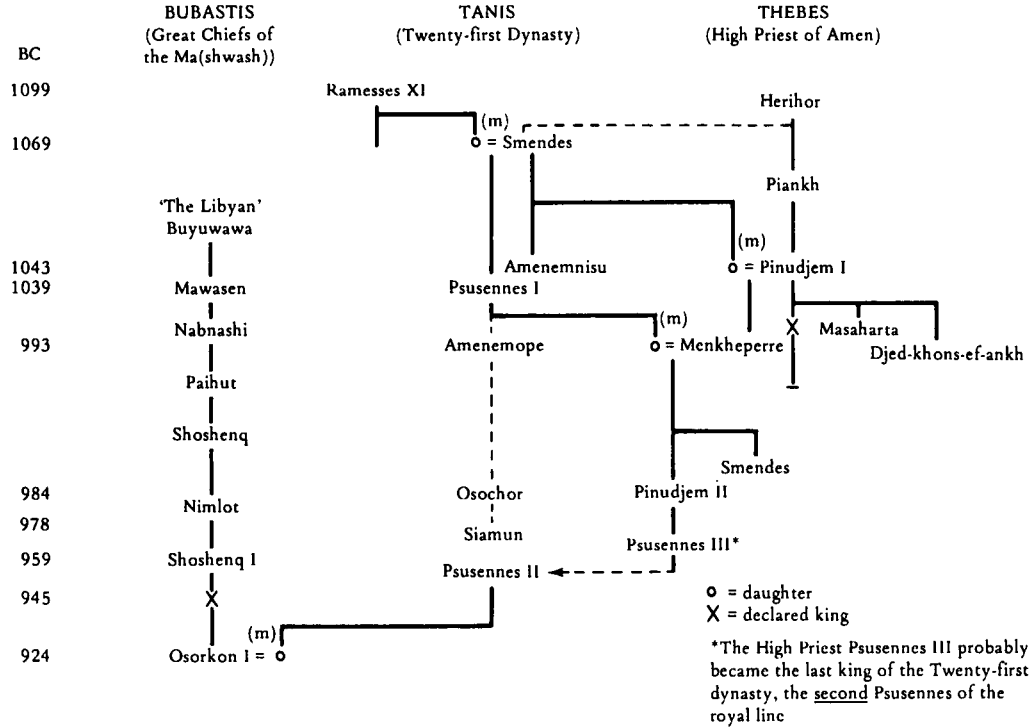 BUBASTIS
(Great Chiefs of
the Ma(shwash))
TANIS
(Twenty-first Dynasty)
THEBES
(High Priest of Amen)
BC
1099
Ramesses XI
Herihor
(m)
1069
o = Smendes
Piankh
'The Libyan'
Buyuwawa
(m)
1043
Amenemnisu
o = Pinudjem I
1039
Mawasen
Psusennes I
(m)
Nabnashi
X
Masaharta
993
Amenemope
o = Menkheperre
Djed-khons-ef-ankh
Paihut
Shoshenq
Smendes
984
Nimlot
Osochor
Pinudjem II
978
Siamun
Psusennes III*
959
Shoshenq I
Psusennes II
945
X
o = daughter
X = declared king
(m)
924
Osorkon I = o
*The High Priest Psusennes III probably
became the last king of the Twenty-first
dynasty, the second Psusennes of the
royal line